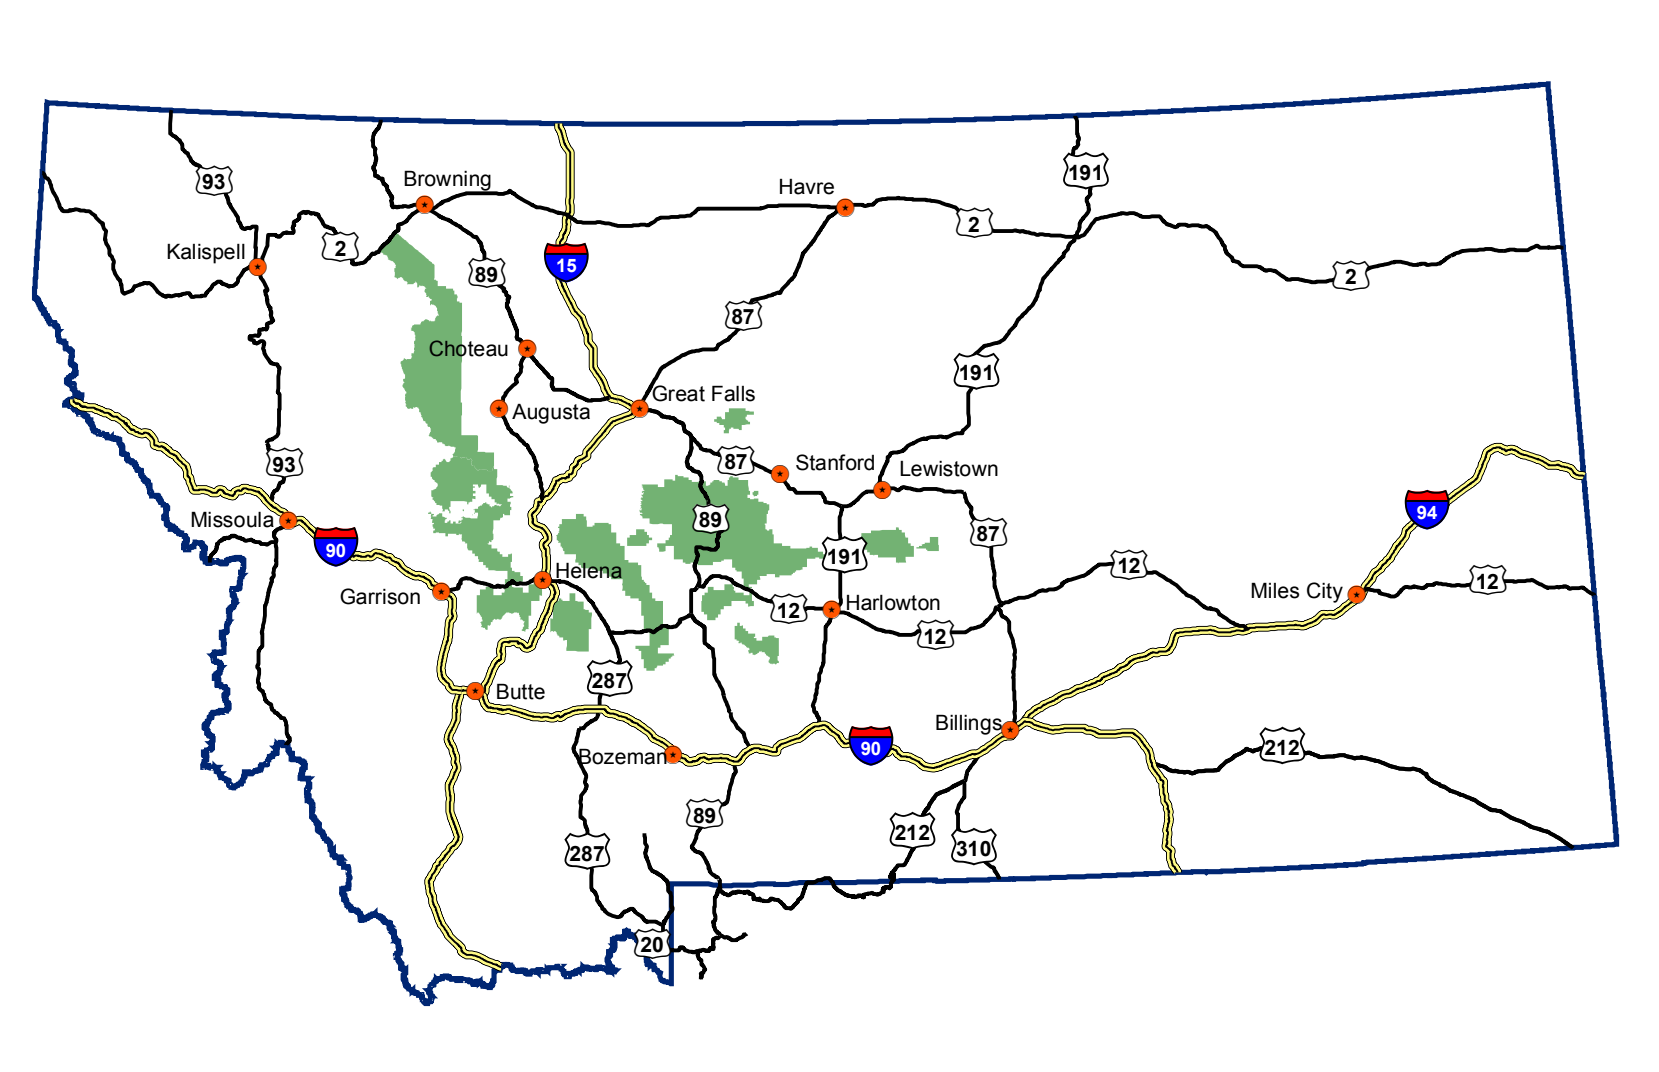 191
93
Browning
Havre
2
Kalispell
2
15
89
2
87
Choteau
191
Great Falls
Augusta
93
87
Stanford
Lewistown
94
Missoula
89
87
90
191
Helena
12
12
Garrison
12
Harlowton
Miles City
12
287
Butte
Billings
90
212
Bozeman
89
212
310
287
20